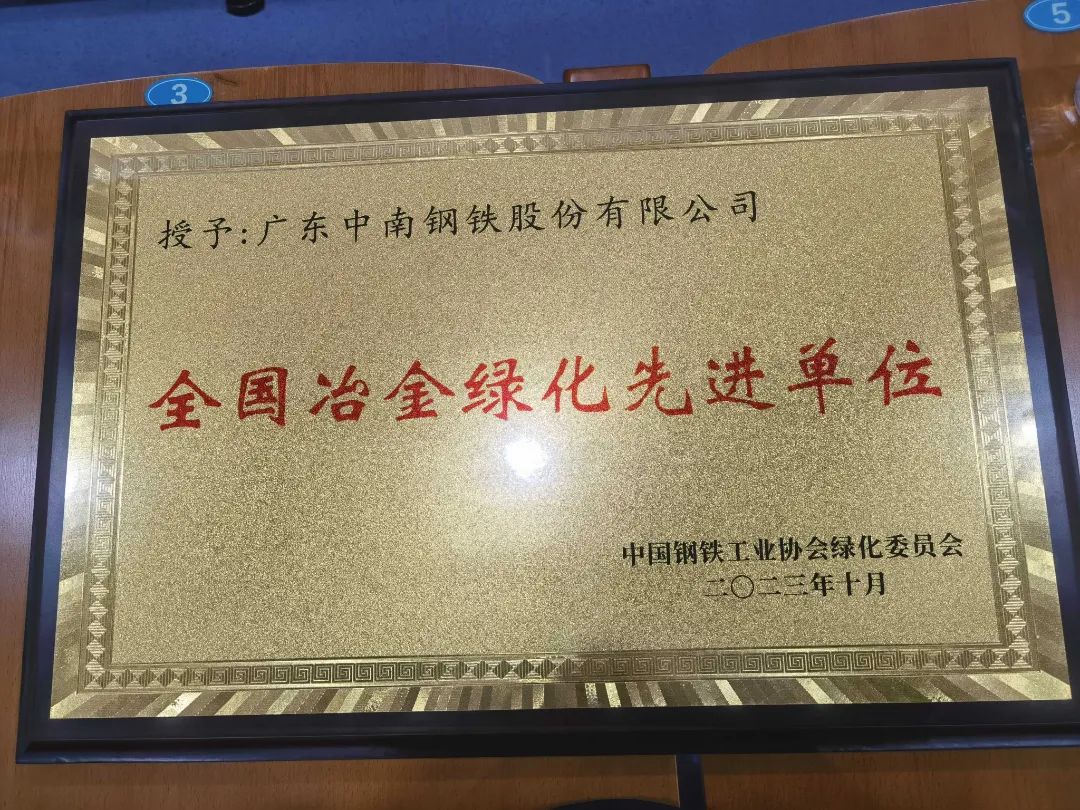 3
5
授予:广东中南钢铁股份有限公司
全国冶金绿化先进单位
中国钢铁工业协会绿化委员会
二〇二三年十月